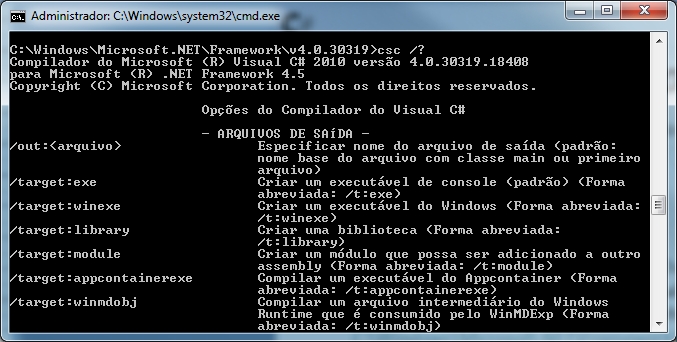 Administrador: C:\Windows\system32\cmd.exe
C:\Windows\Microsoft.NET\Framework\v4.0.30319>csc /?
Compilador do Microsoft (R) Visual C# 2010 versão 4.0.30319.18408
para Microsoft (R) .NET Framework 4.5
Copyright (C) Microsoft Corporation. Todos os direitos reservados.
Opções do Compilador do Visual C#
- ARQUIVOS DE SAÍDA -
/out:<arquivo> Especificar nome do arquivo de saída (padrão:
nome base do arquivo com classe main ou primeiro
arquivo)
/target:exe Criar um executável de console (padrão) (Forma
abreviada: /t:exe)
/target:winexe Criar um executável do Windows (Forma abreviada:
/t:winexe)
/target:library Criar uma biblioteca (Forma abreviada:
/t:library)
/target:module Criar um módulo que possa ser adicionado a outro
assembly (Forma abreviada: /t:module)
/target:appcontainerexe Compilar um executável do Appcontainer (Forma
abreviada: /t:appcontainerexe)
/target:winmdobj Compilar um arquivo intermediário do Windows
Runtime que é consumido pelo WinMDExp (Forma
abreviada: /t:winmdobj)